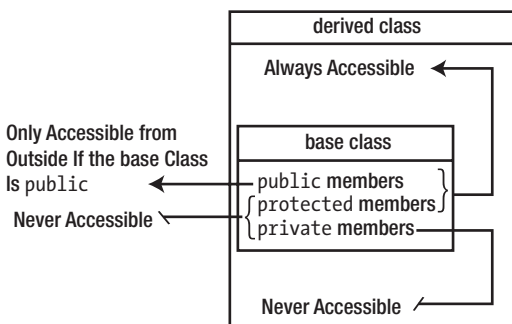 derived class
Always Accessible
Only Accessible from
Outside If the base Class
Is public
base class
public members
protected members
private members
Never Accessible
Never Accessible